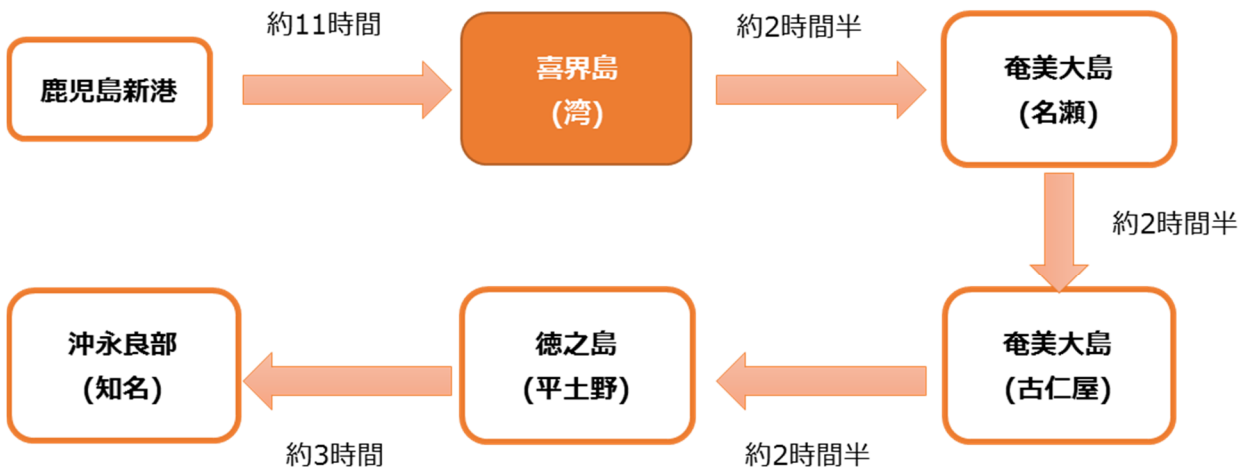 約11時間
鹿児島新港
喜界島
(湾)
約2時間半
奄美大島
(名瀬)
約2時間半
奄美大島
(古仁屋)
約2時間半
徳之島
(平土野)
約3時間
沖永良部
(知名)